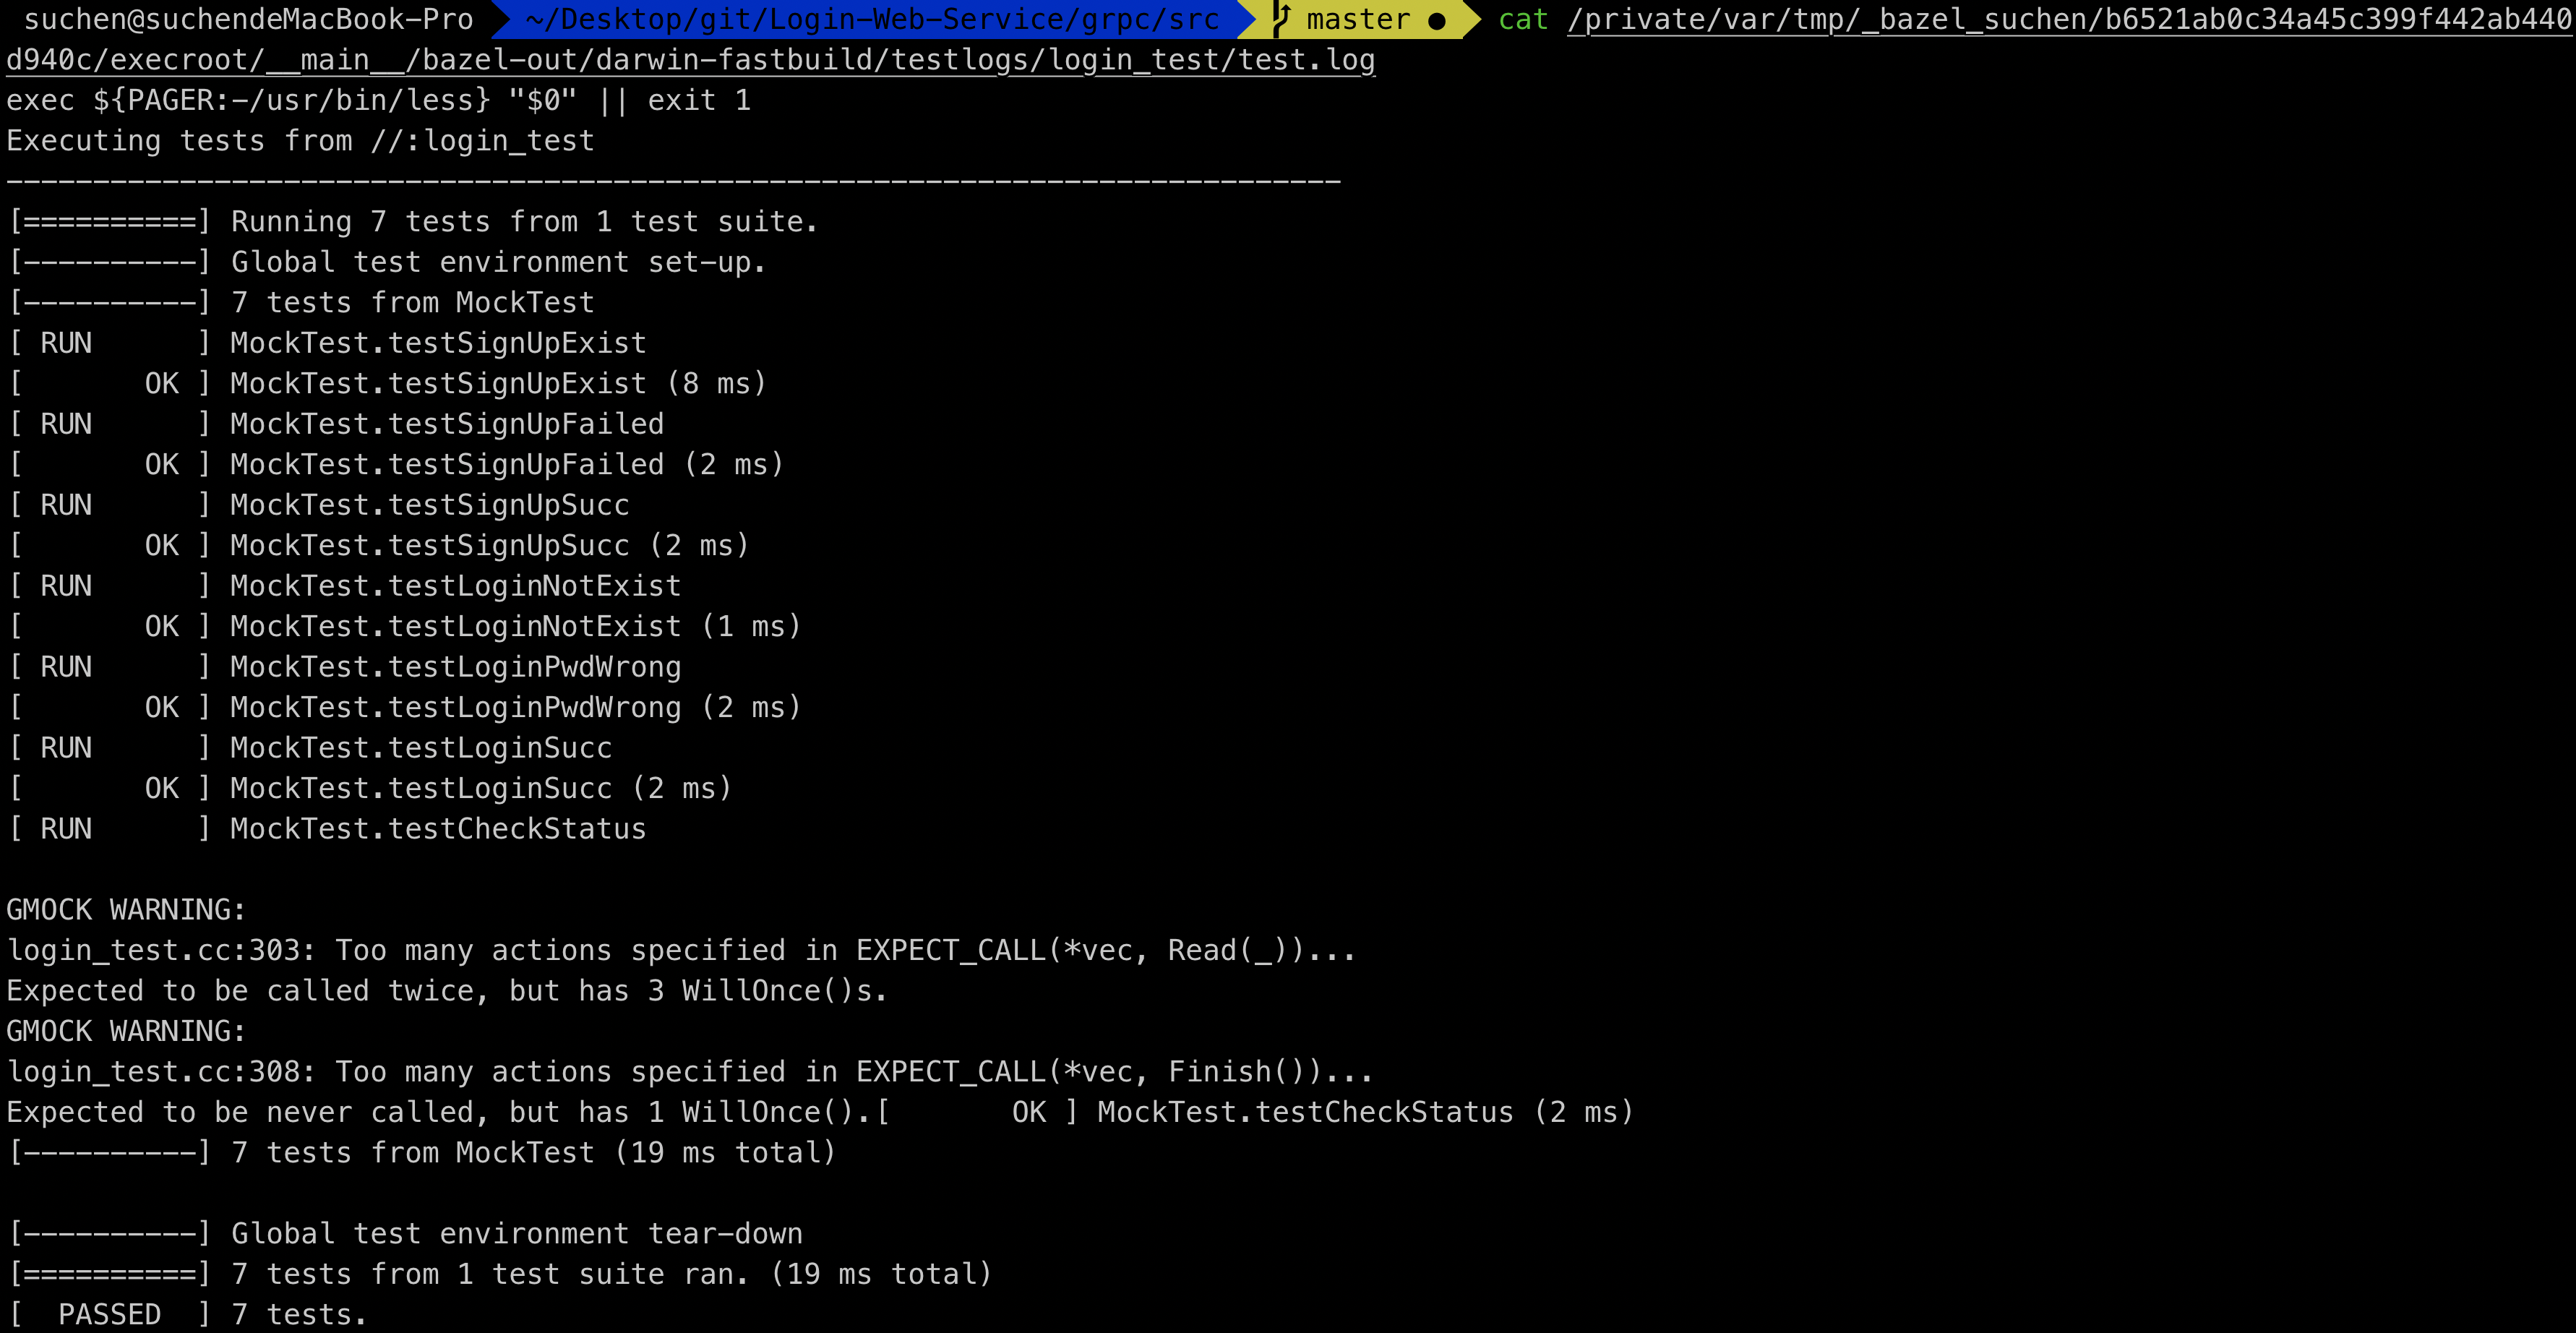 suchen@suchendeMacBook-Pro ~/Desktop/git/Login-Web-Service/grpc/src master ● cat /private/var/tmp/_bazel_suchen/b6521ab0c34a45c399f442ab440
d940c/execroot/__main__/bazel-out/darwin-fastbuild/testlogs/login_test/test.log
exec ${PAGER:-/usr/bin/less} "$0" || exit 1
Executing tests from //:login_test
-----------------------------------------------------------------------------
[==========] Running 7 tests from 1 test suite.
[----------] Global test environment set-up.
[----------] 7 tests from MockTest
[ RUN      ] MockTest.testSignUpExist
[       OK ] MockTest.testSignUpExist (8 ms)
[ RUN      ] MockTest.testSignUpFailed
[       OK ] MockTest.testSignUpFailed (2 ms)
[ RUN      ] MockTest.testSignUpSucc
[       OK ] MockTest.testSignUpSucc (2 ms)
[ RUN      ] MockTest.testLoginNotExist
[       OK ] MockTest.testLoginNotExist (1 ms)
[ RUN      ] MockTest.testLoginPwdWrong
[       OK ] MockTest.testLoginPwdWrong (2 ms)
[ RUN      ] MockTest.testLoginSucc
[       OK ] MockTest.testLoginSucc (2 ms)
[ RUN      ] MockTest.testCheckStatus

GMOCK WARNING:
login_test.cc:303: Too many actions specified in EXPECT_CALL(*vec, Read(_))...
Expected to be called twice, but has 3 WillOnce()s.
GMOCK WARNING:
login_test.cc:308: Too many actions specified in EXPECT_CALL(*vec, Finish())...
Expected to be never called, but has 1 WillOnce().[       OK ] MockTest.testCheckStatus (2 ms)
[----------] 7 tests from MockTest (19 ms total)

[----------] Global test environment tear-down
[==========] 7 tests from 1 test suite ran. (19 ms total)
[  PASSED  ] 7 tests.